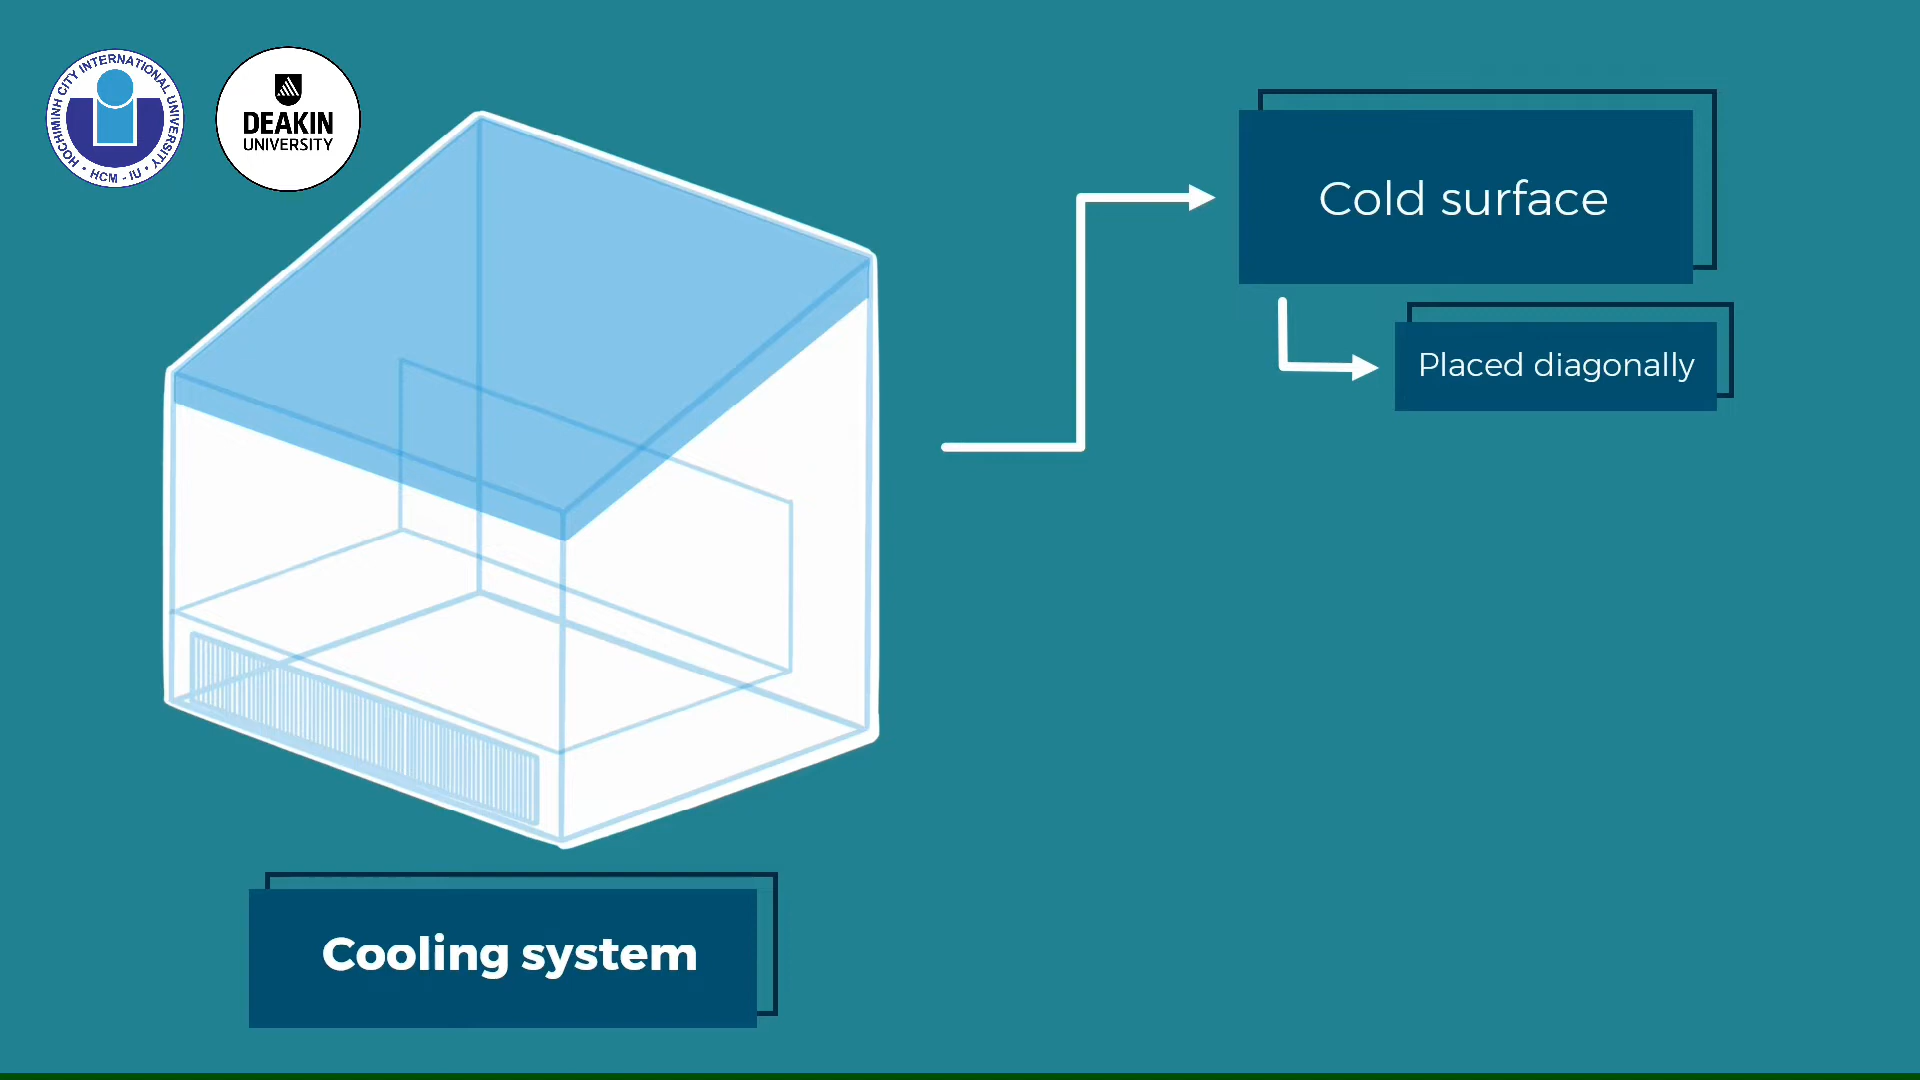 HOCHIMINH CITY INTERNATIONAL UNIVERSITY
• HCM - IU •
DEAKIN
UNIVERSITY
Cold surface
Placed diagonally
Cooling system